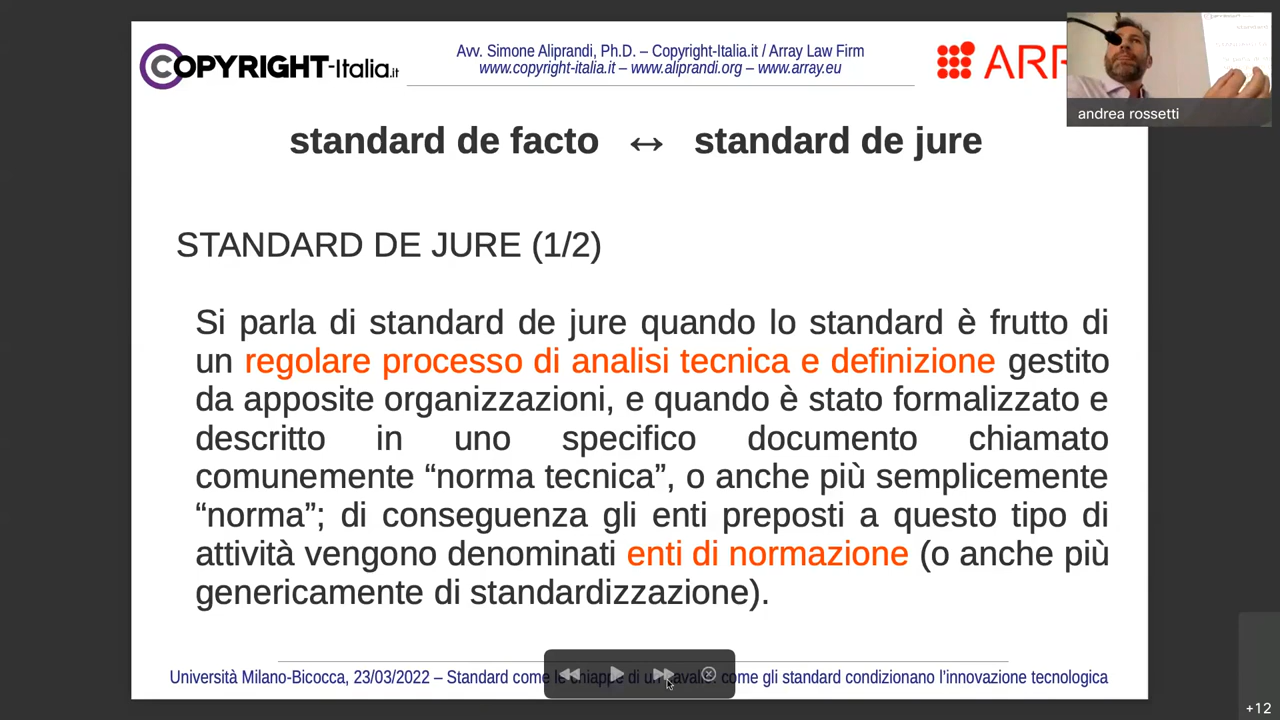 COPYRIGHT-Italia.it
Avv. Simone Aliprandi, Ph.D. – Copyright-Italia.it / Array Law Firm
www.copyright-italia.it – www.aliprandi.org – www.array.eu
ARR
andrea rossetti
standard de facto ↔ standard de jure
STANDARD DE JURE (1/2)
Si parla di standard de jure quando lo standard è frutto di
un regolare processo di analisi tecnica e definizione gestito
da apposite organizzazioni, e quando è stato formalizzato e
descritto in uno specifico documento chiamato
comunemente “norma tecnica”, o anche più semplicemente
“norma”; di conseguenza gli enti preposti a questo tipo di
attività vengono denominati enti di normazione (o anche più
genericamente di standardizzazione).
Università Milano-Bicocca, 23/03/2022 – Standard come le chiappe di un cavallo: come gli standard condizionano l’innovazione tecnologica
+12